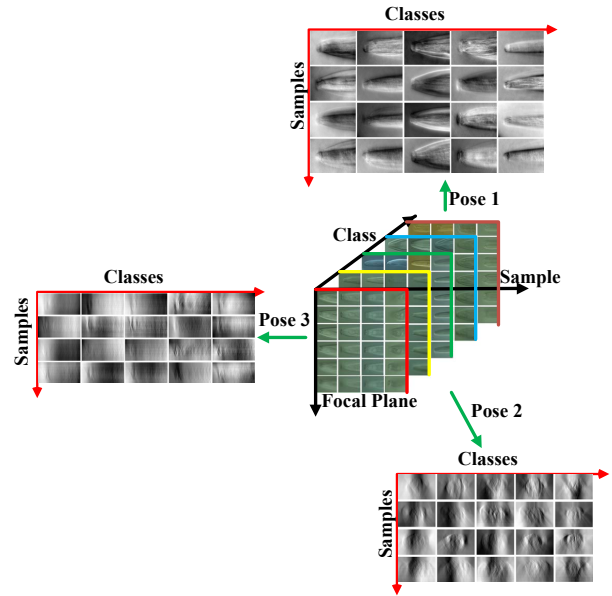 Classes
Samples
Pose 1
Class
Sample
Classes
Samples
Pose 3
Focal Plane
Pose 2
Classes
Samples